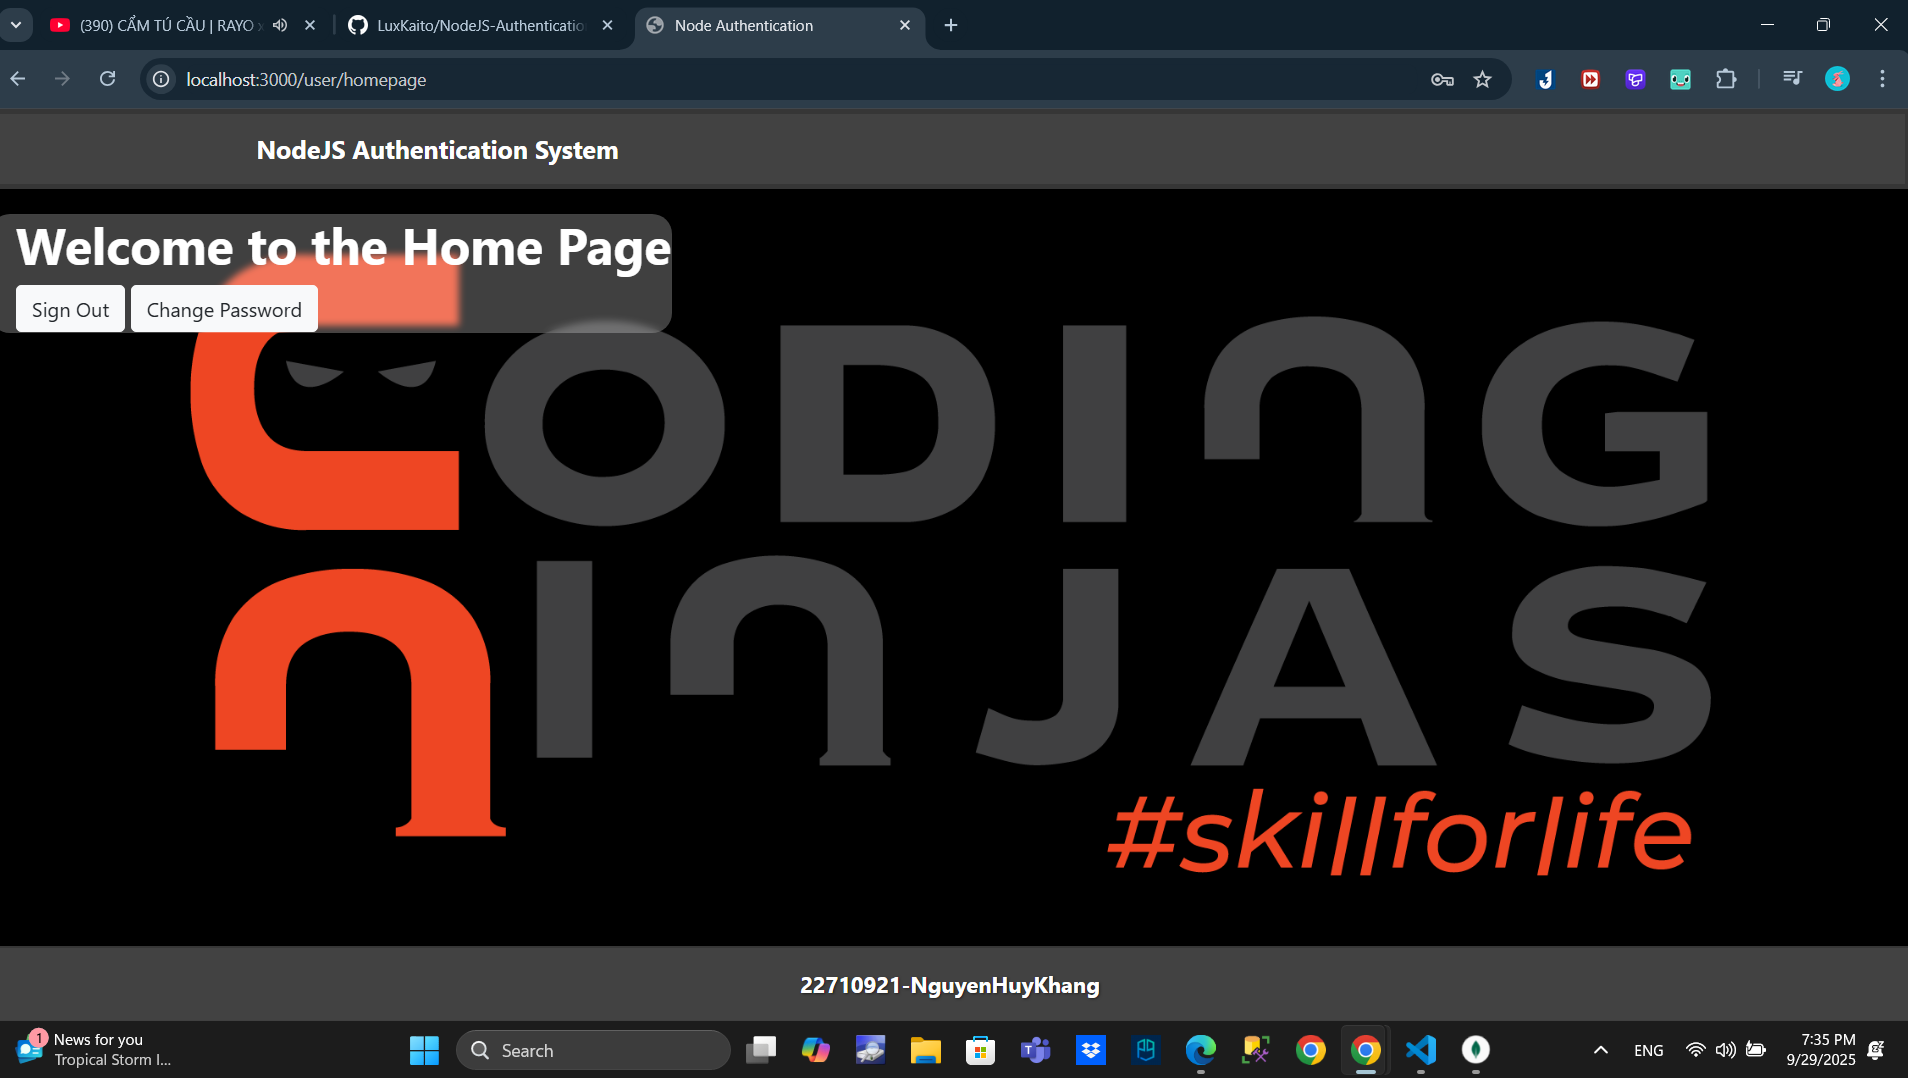 (390) CẨM TÚ CẦU | RAYO
LuxKaito/NodeJS-Authenticatio
Node Authentication
localhost:3000/user/homepage
NodeJS Authentication System
Welcome to the Home Page
Sign Out
Change Password
CODING
NINJAS
#skillforlife
22710921-NguyenHuyKhang
1
News for you
Tropical Storm I...
Search
ENG
7:35 PM
9/29/2025